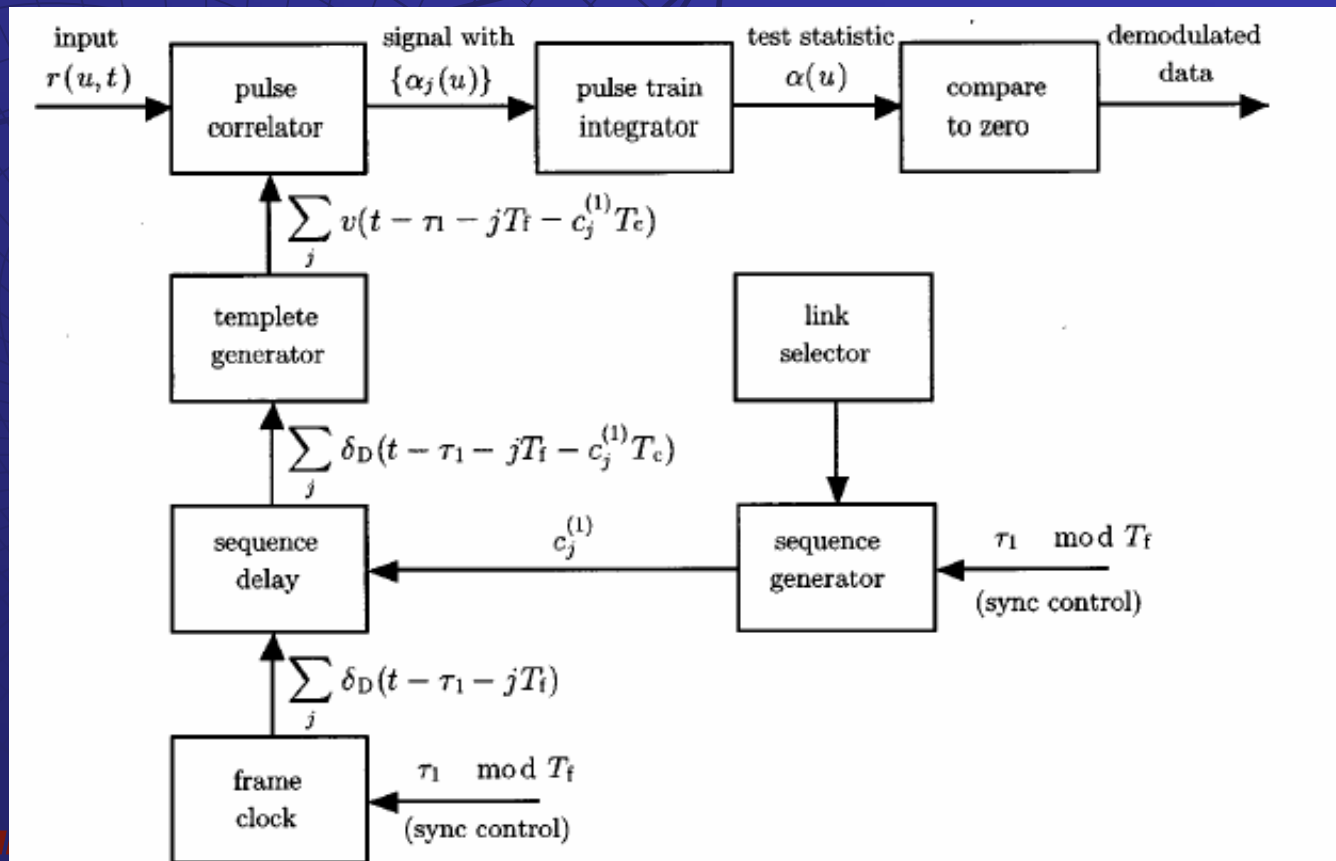 input
r(u,t)
pulse
correlator
signal with
{α_j(u)}
pulse train
integrator
test statistic
α(u)
compare
to zero
demodulated
data
∑_j v(t − τ₁ − jT_f − c_j^(1) T_c)
templete
generator
link
selector
∑_j δ_D(t − τ₁ − jT_f − c_j^(1) T_c)
sequence
delay
c_j^(1)
sequence
generator
τ₁ mod T_f
(sync control)
∑_j δ_D(t − τ₁ − jT_f)
frame
clock
τ₁ mod T_f
(sync control)